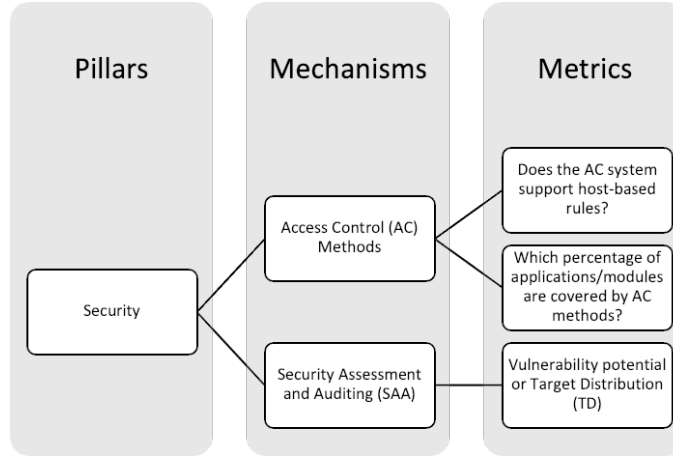 Pillars
Mechanisms
Metrics
Security
Access Control (AC)
Methods
Security Assessment
and Auditing (SAA)
Does the AC system
support host-based
rules?
Which percentage of
applications/modules
are covered by AC
methods?
Vulnerability potential
or Target Distribution
(TD)